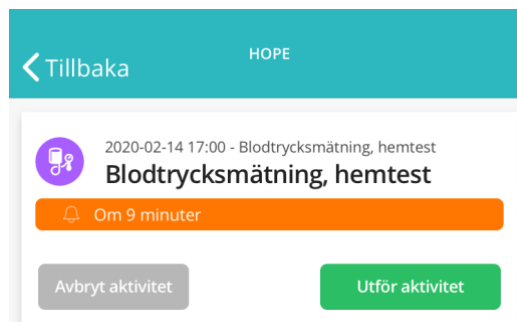 HOPE
Tillbaka
2020-02-14 17:00 - Blodtrycksmätning, hemtest
Blodtrycksmätning, hemtest
Om 9 minuter
Avbryt aktivitet
Utför aktivitet